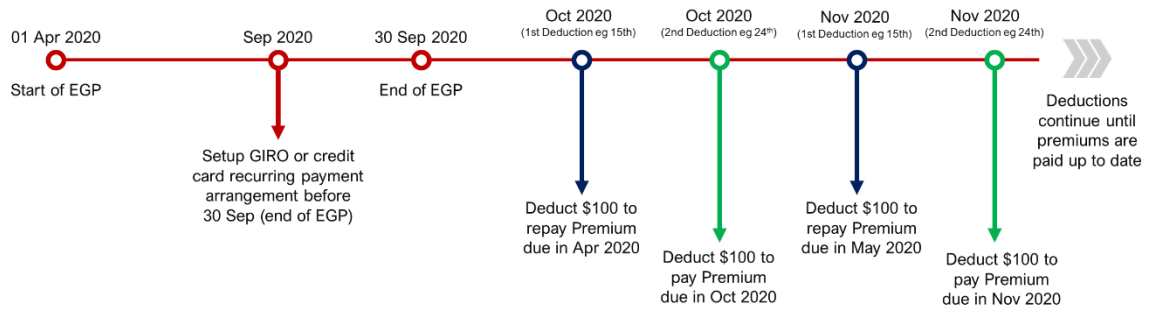 01 Apr 2020
Start of EGP
Sep 2020
Setup GIRO or credit
card recurring payment
arrangement before
30 Sep (end of EGP)
30 Sep 2020
End of EGP
Oct 2020
(1st Deduction eg 15th)
Deduct $100 to
repay Premium
due in Apr 2020
Oct 2020
(2nd Deduction eg 24th)
Deduct $100 to
pay Premium
due in Oct 2020
Nov 2020
(1st Deduction eg 15th)
Deduct $100 to
repay Premium
due in May 2020
Nov 2020
(2nd Deduction eg 24th)
Deduct $100 to
pay Premium
due in Nov 2020
Deductions
continue until
premiums are
paid up to date